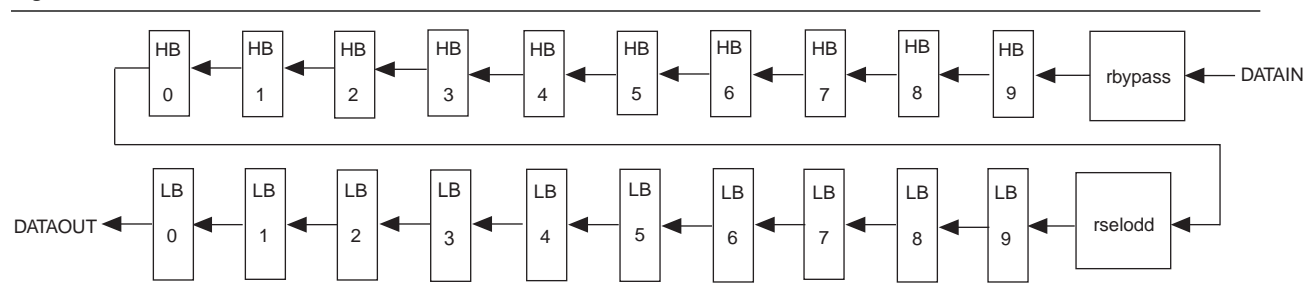 HB 0
HB 1
HB 2
HB 3
HB 4
HB 5
HB 6
HB 7
HB 8
HB 9
rbypass
DATAIN
DATAOUT
LB 0
LB 1
LB 2
LB 3
LB 4
LB 5
LB 6
LB 7
LB 8
LB 9
rselodd